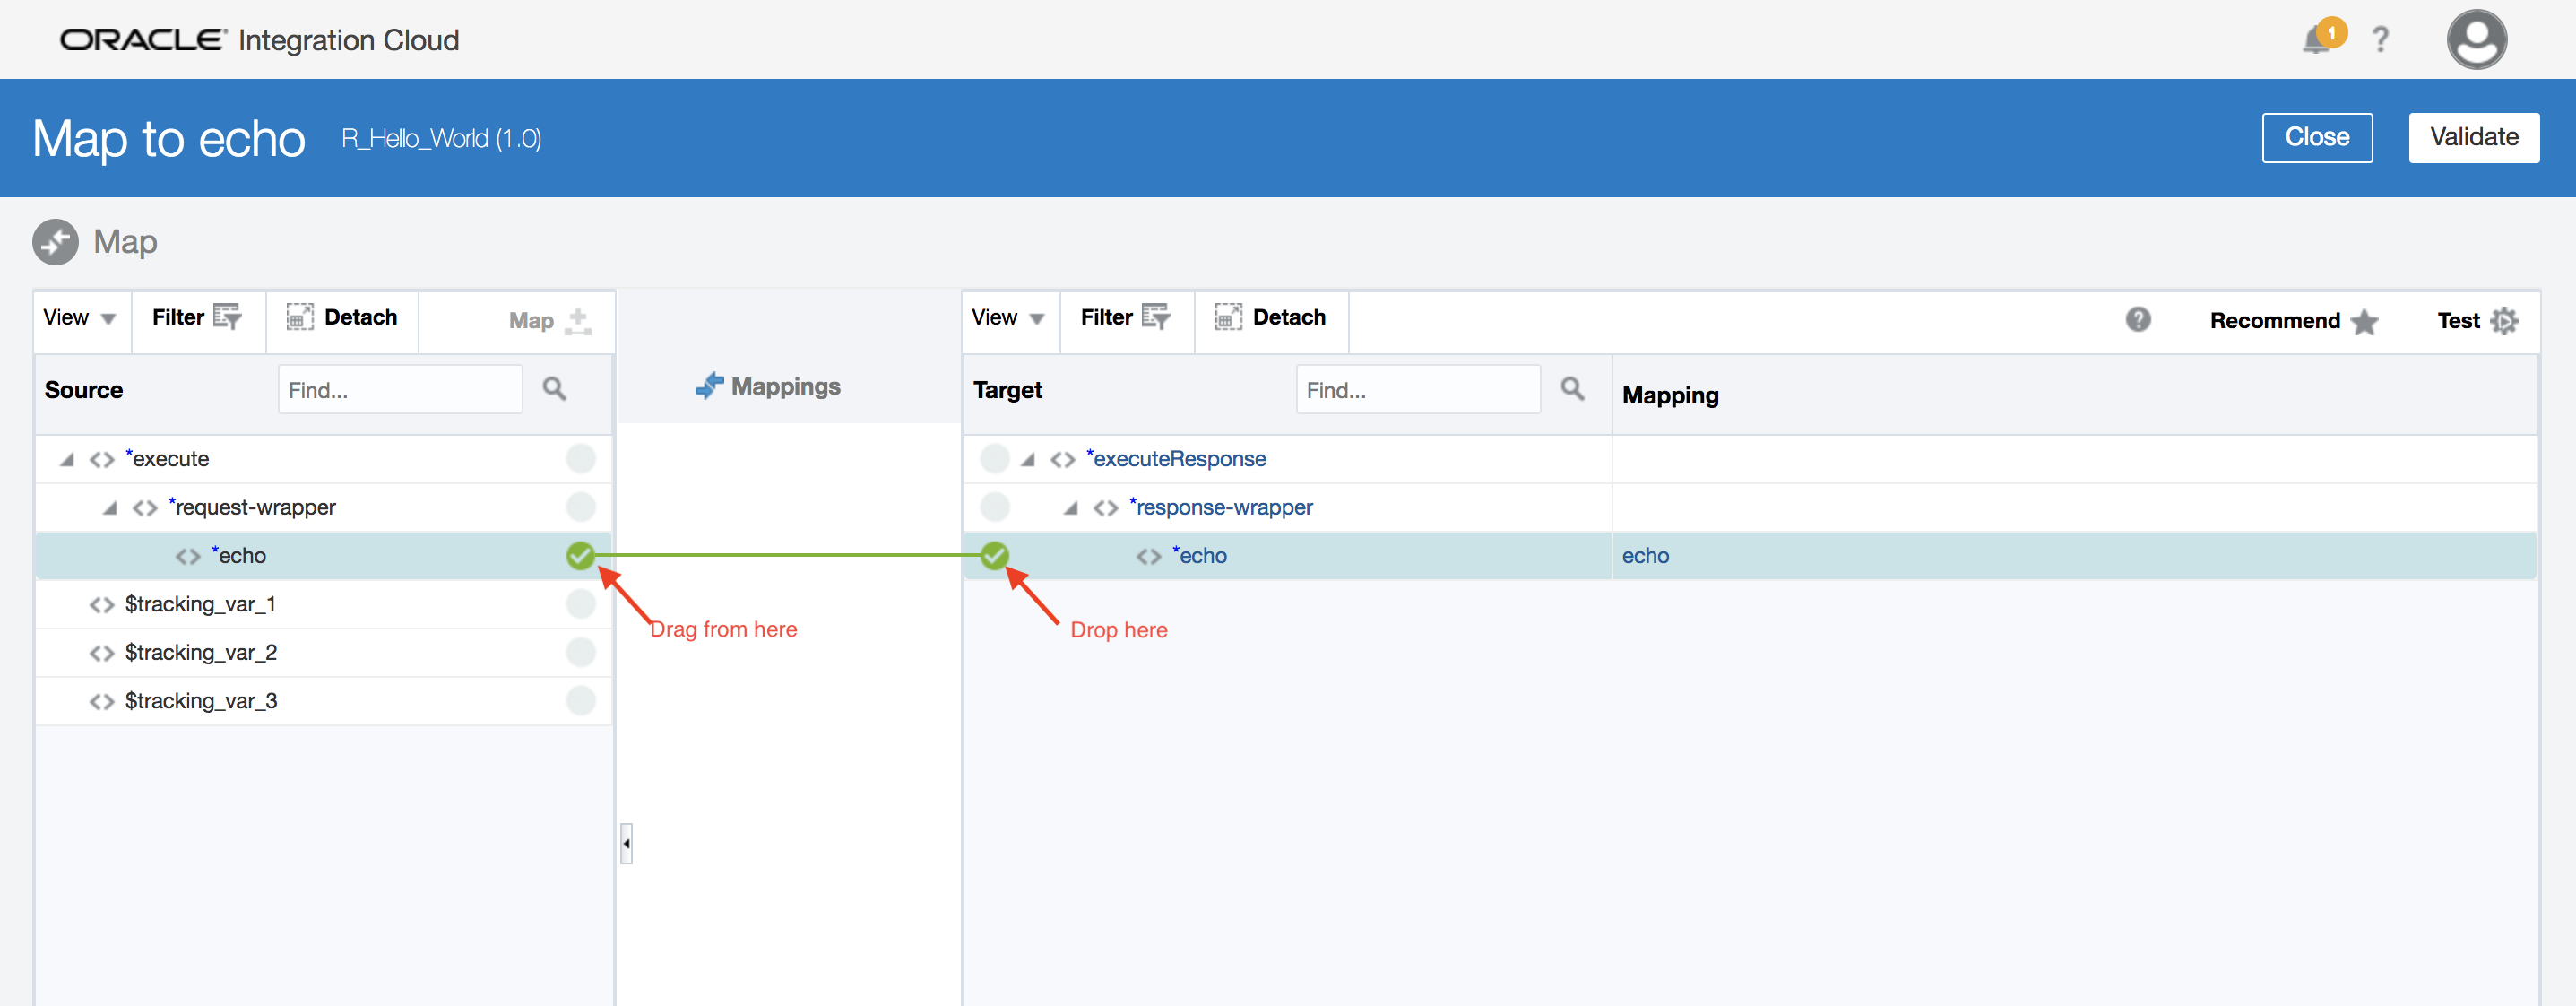 ORACLE® Integration Cloud
1
?
Map to echo R_Hello_World (1.0)
Close
Validate
Map
View Filter Detach Map
View Filter Detach ? Recommend Test
Source Find...
Mappings
Target Find... Mapping
*execute
*executeResponse
*request-wrapper
*response-wrapper
*echo
*echo echo
$tracking_var_1
Drag from here
Drop here
$tracking_var_2
$tracking_var_3